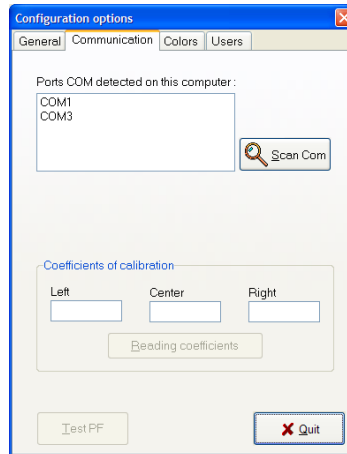 Configuration options
General Communication Colors Users
Ports COM detected on this computer :
COM1
COM3
Scan Com
Coefficients of calibration
Left Center Right
Reading coefficients
Test PF Quit